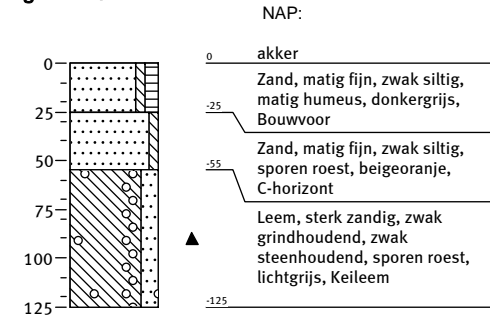 NAP:
0
25
50
75
100
125
0
akker
Zand, matig fijn, zwak siltig,
matig humeus, donkergrijs,
Bouwvoor
-25
Zand, matig fijn, zwak siltig,
sporen roest, beigeoranje,
C-horizont
-55
Leem, sterk zandig, zwak
grindhoudend, zwak
steenhoudend, sporen roest,
lichtgrijs, Keileem
-125